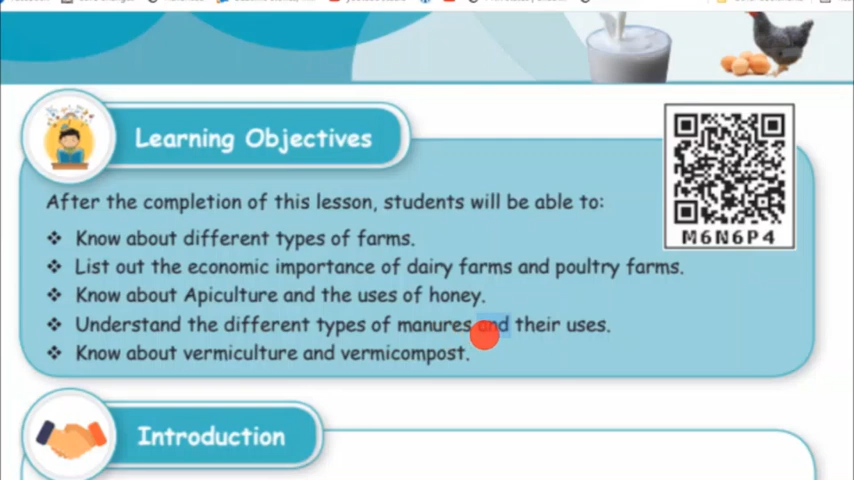 Learning Objectives
M6N6P4
After the completion of this lesson, students will be able to:
❖ Know about different types of farms.
❖ List out the economic importance of dairy farms and poultry farms.
❖ Know about Apiculture and the uses of honey.
❖ Understand the different types of manures and their uses.
❖ Know about vermiculture and vermicompost.
Introduction